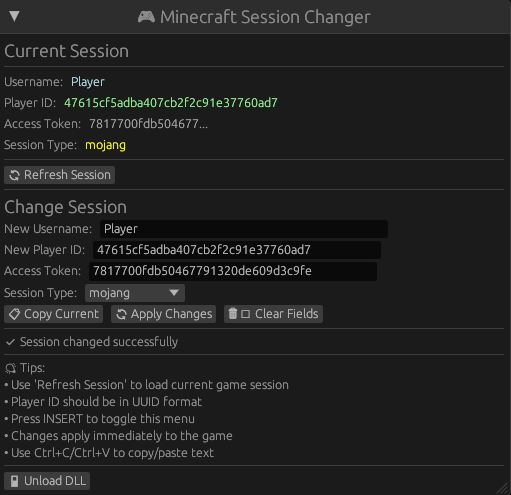 Minecraft Session Changer
Current Session
Username: Player
Player ID: 47615cf5adba407cb2f2c91e37760ad7
Access Token: 7817700fdb504677...
Session Type: mojang
Refresh Session
Change Session
New Username: Player
New Player ID: 47615cf5adba407cb2f2c91e37760ad7
Access Token: 7817700fdb50467791320de609d3c9fe
Session Type: mojang
Copy Current Apply Changes Clear Fields
✓ Session changed successfully
Tips:
• Use 'Refresh Session' to load current game session
• Player ID should be in UUID format
• Press INSERT to toggle this menu
• Changes apply immediately to the game
• Use Ctrl+C/Ctrl+V to copy/paste text
Unload DLL